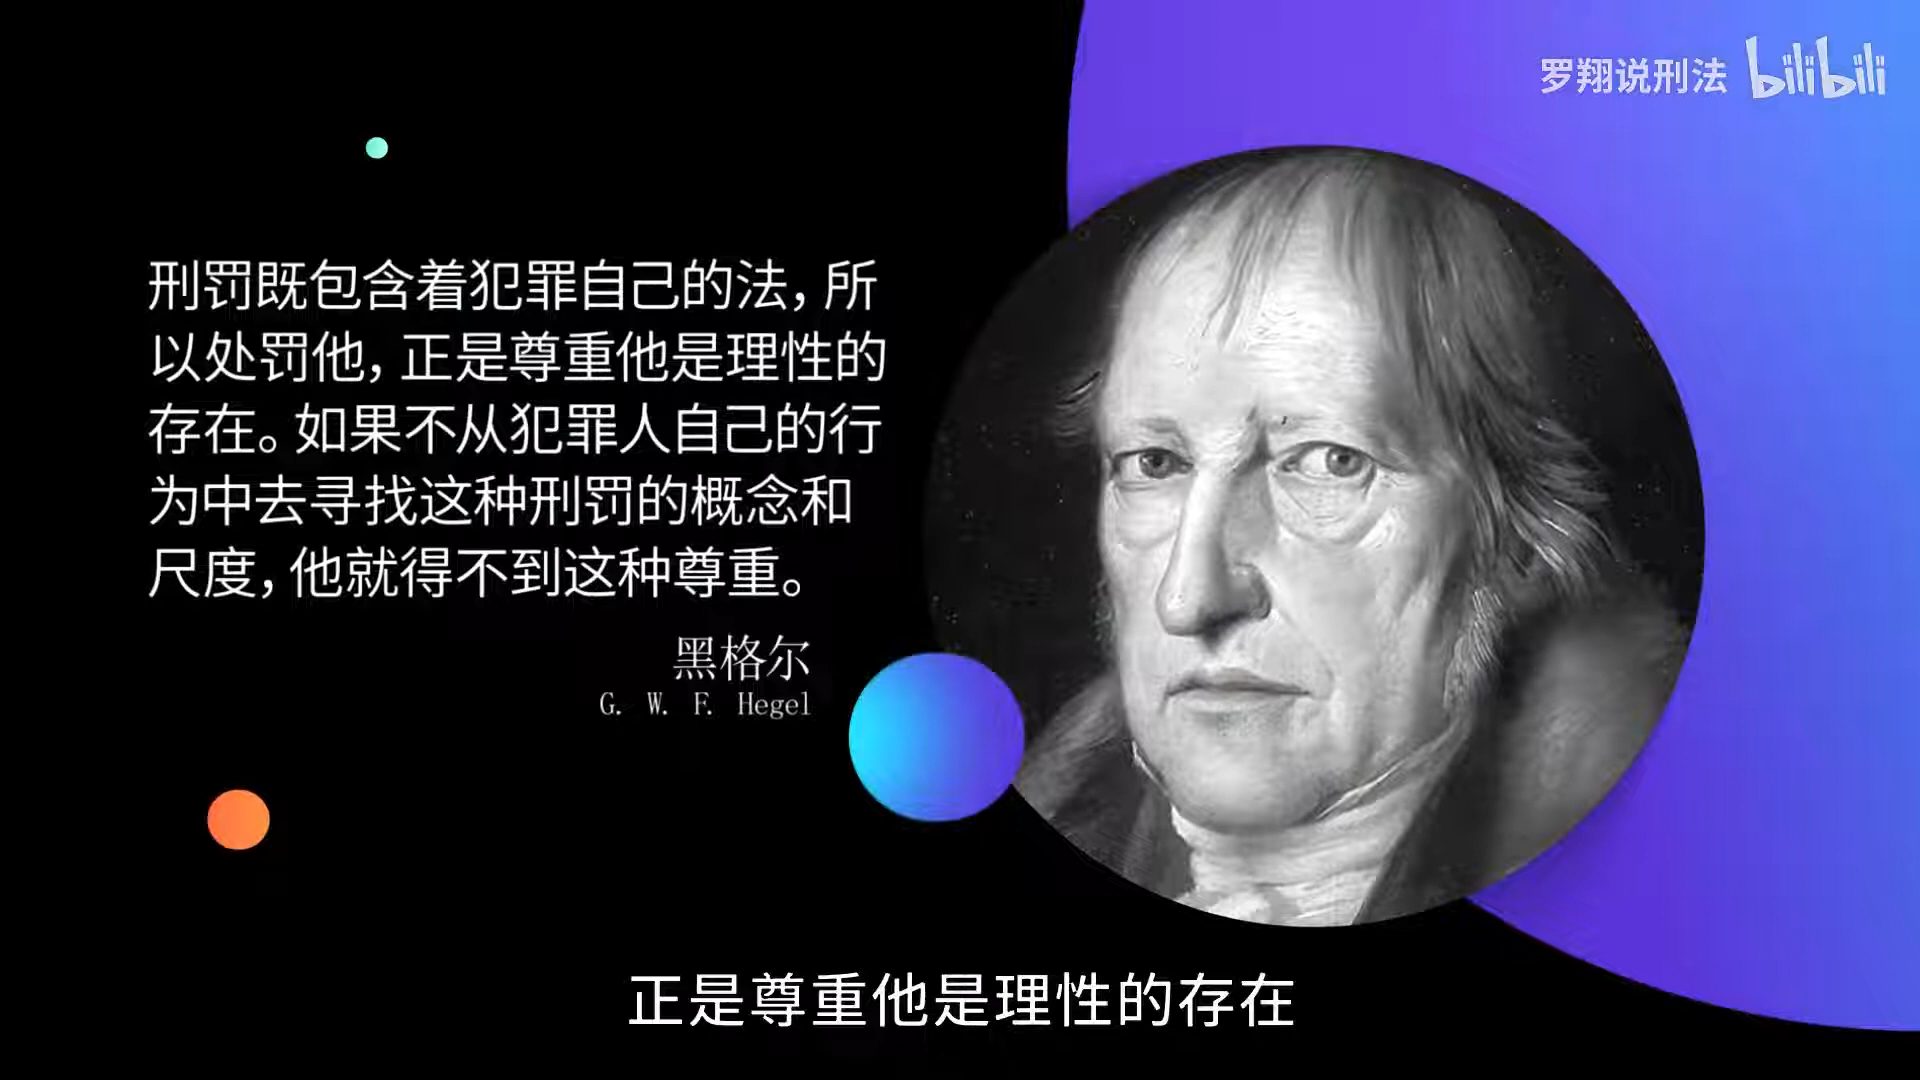 罗翔说刑法 bilibili
刑罚既包含着犯罪自己的法，所
以处罚他，正是尊重他是理性的
存在。如果不从犯罪人自己的行
为中去寻找这种刑罚的概念和
尺度，他就得不到这种尊重。
黑格尔
G. W. F. Hegel
正是尊重他是理性的存在